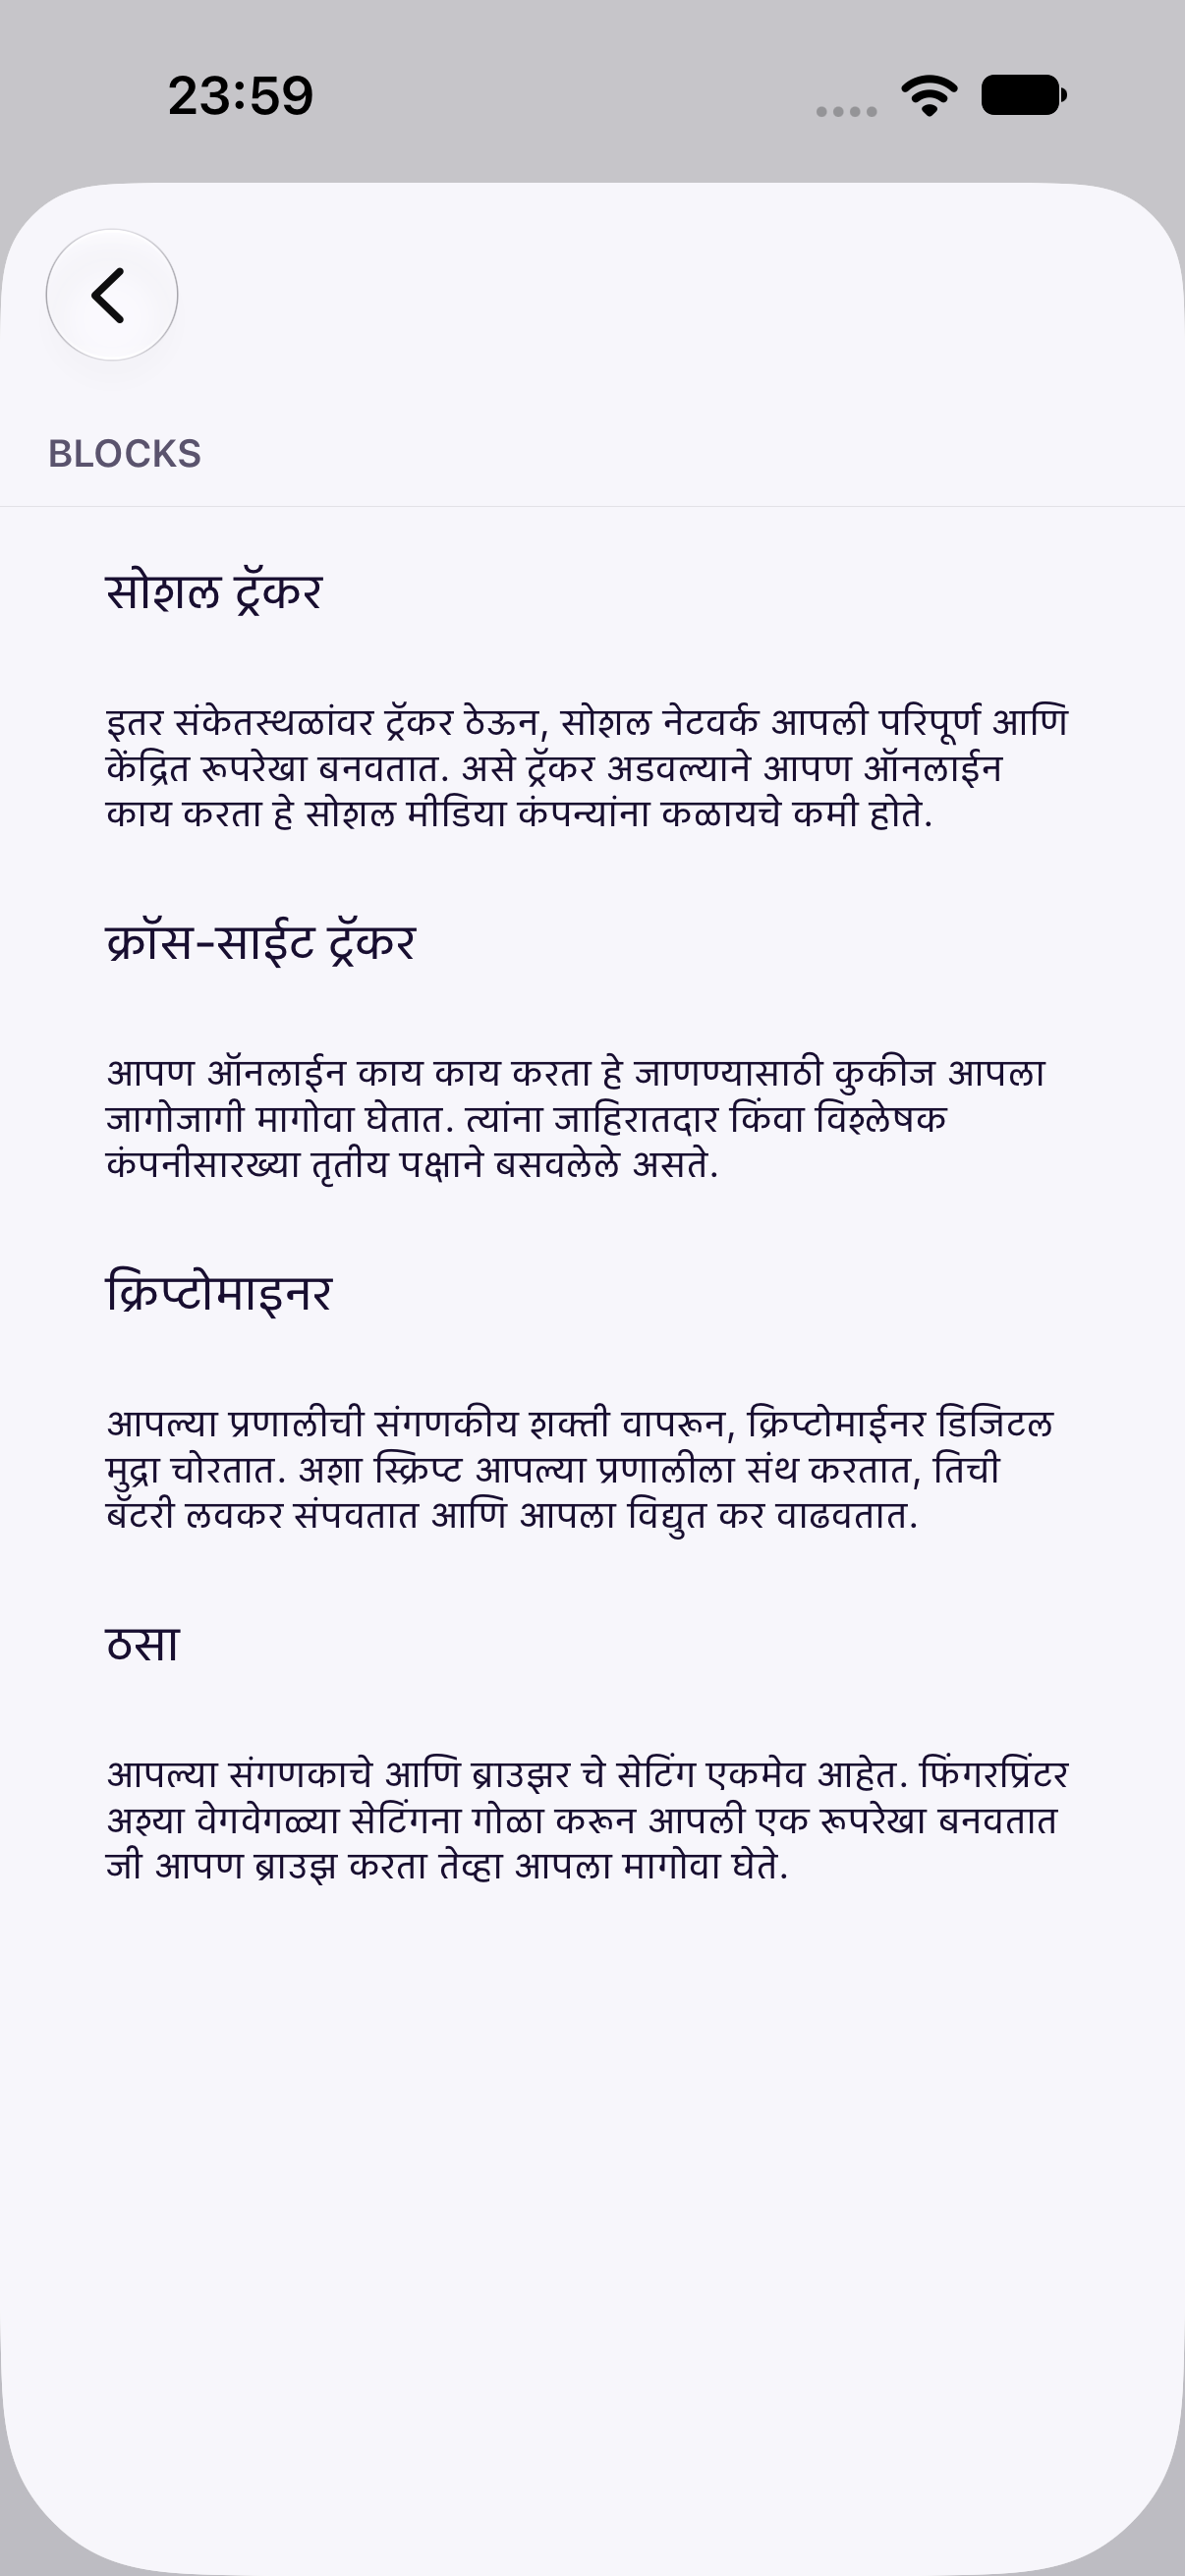 23:59
BLOCKS
सोशल ट्रॅकर
इतर संकेतस्थळांवर ट्रॅकर ठेऊन, सोशल नेटवर्क आपली परिपूर्ण आणि
केंद्रित रूपरेखा बनवतात. असे ट्रॅकर अडवल्याने आपण ऑनलाईन
काय करता हे सोशल मीडिया कंपन्यांना कळायचे कमी होते.
क्रॉस-साईट ट्रॅकर
आपण ऑनलाईन काय काय करता हे जाणण्यासाठी कुकीज आपला
जागोजागी मागोवा घेतात. त्यांना जाहिरातदार किंवा विश्लेषक
कंपनीसारख्या तृतीय पक्षाने बसवलेले असते.
क्रिप्टोमाइनर
आपल्या प्रणालीची संगणकीय शक्ती वापरून, क्रिप्टोमाईनर डिजिटल
मुद्रा चोरतात. अशा स्क्रिप्ट आपल्या प्रणालीला संथ करतात, तिची
बॅटरी लवकर संपवतात आणि आपला विद्युत कर वाढवतात.
ठसा
आपल्या संगणकाचे आणि ब्राउझर चे सेटिंग एकमेव आहेत. फिंगरप्रिंटर
अश्या वेगवेगळ्या सेटिंगना गोळा करून आपली एक रूपरेखा बनवतात
जी आपण ब्राउझ करता तेव्हा आपला मागोवा घेते.